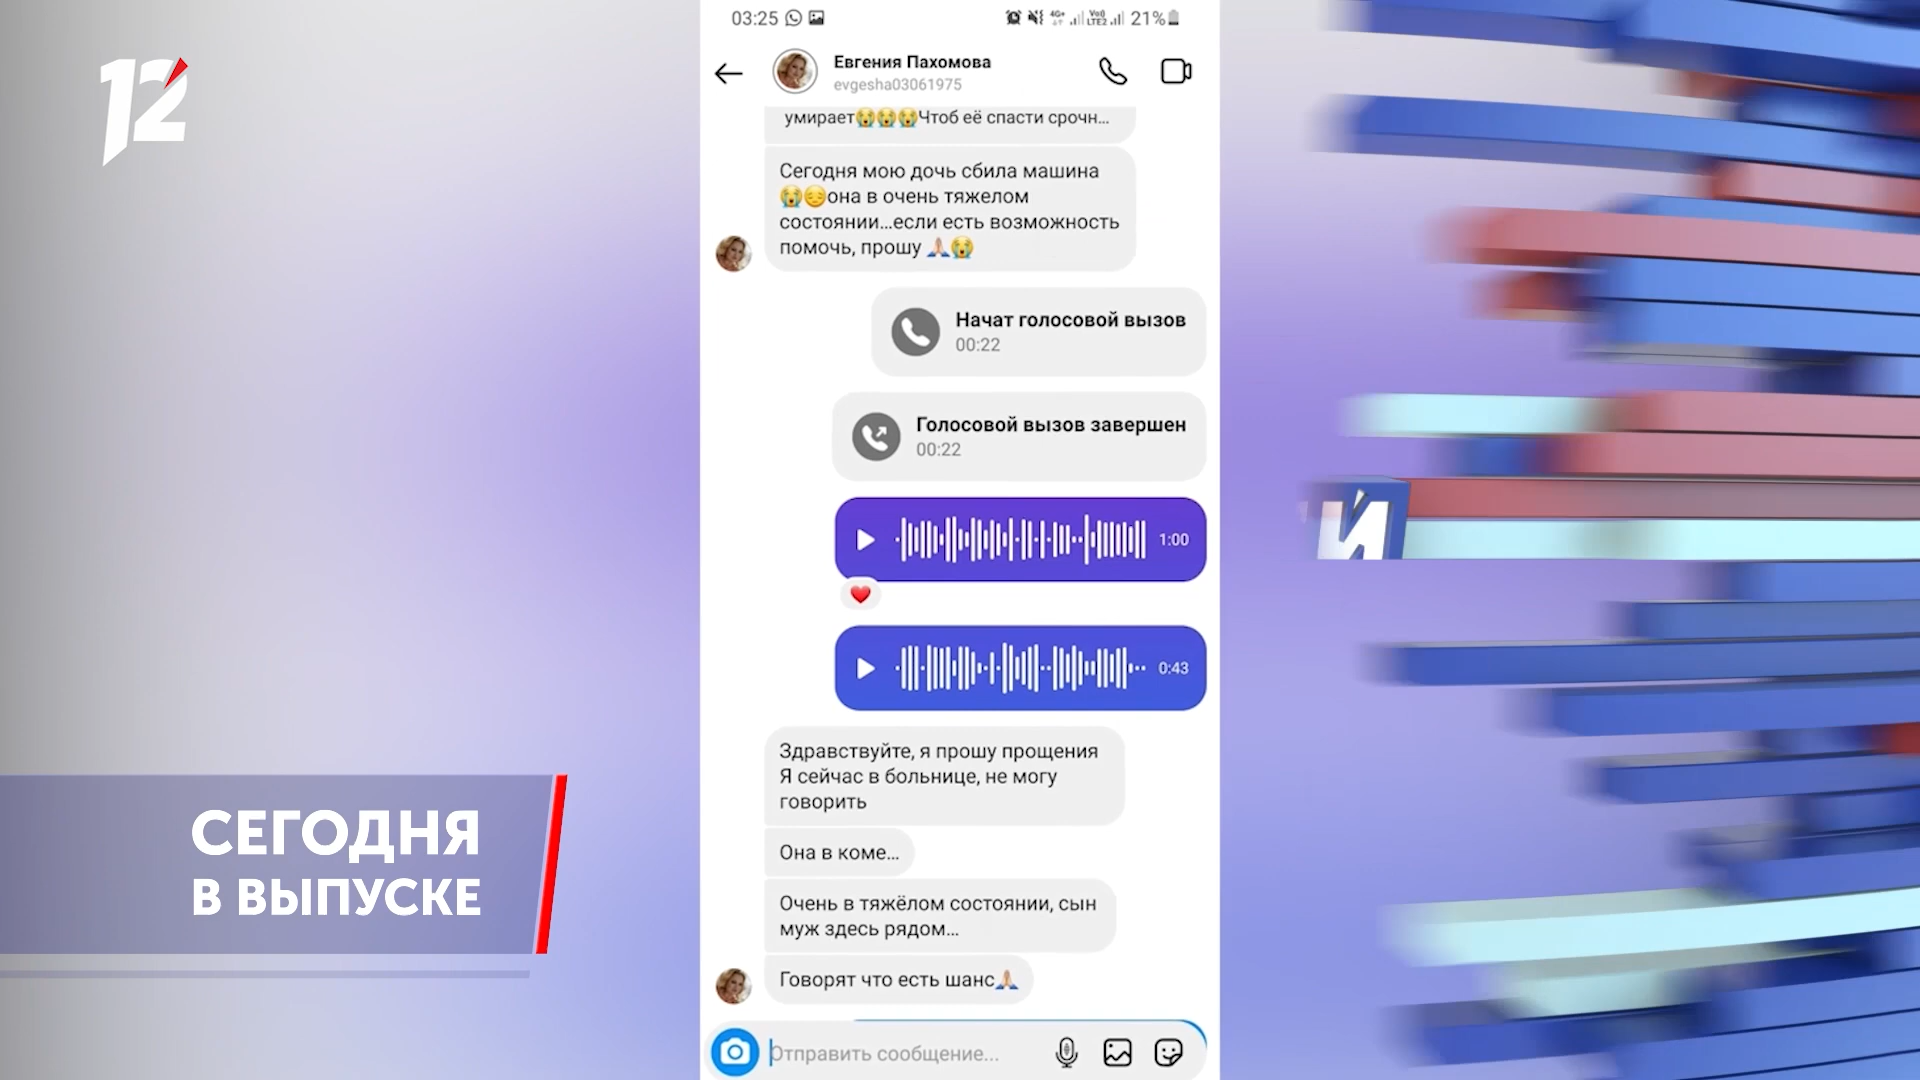 12
03:25
4G+
Vo))
LTE2
21%
Евгения Пахомова
evgesha03061975
умирает😭😭😭Чтоб её спасти срочн...
Сегодня мою дочь сбила машина
😭😔она в очень тяжелом
состоянии...если есть возможность
помочь, прошу 🙏🏻😭
Начат голосовой вызов
00:22
Голосовой вызов завершен
00:22
1:00
0:43
Здравствуйте, я прошу прощения
Я сейчас в больнице, не могу
говорить
Она в коме...
Очень в тяжёлом состоянии, сын
муж здесь рядом...
Говорят что есть шанс🙏🏼
Отправить сообщение...
СЕГОДНЯ
В ВЫПУСКЕ
Й